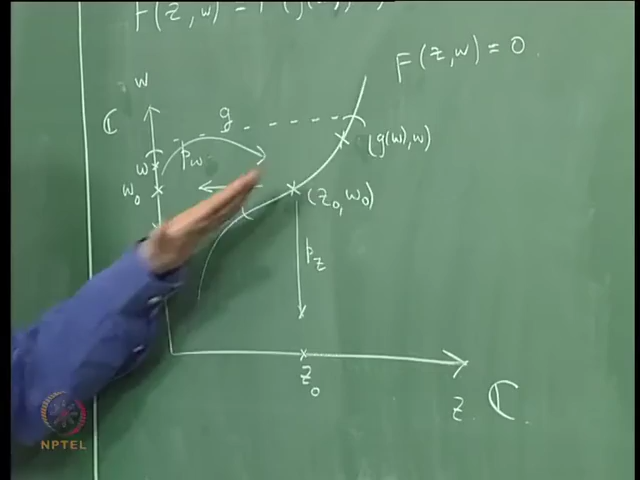 F(z,w) =
F(z,w) = 0.
w
ℂ
g
p_w
(g(w),w)
w
w₀
(z₀,w₀)
p_z
z₀
z
ℂ
NPTEL